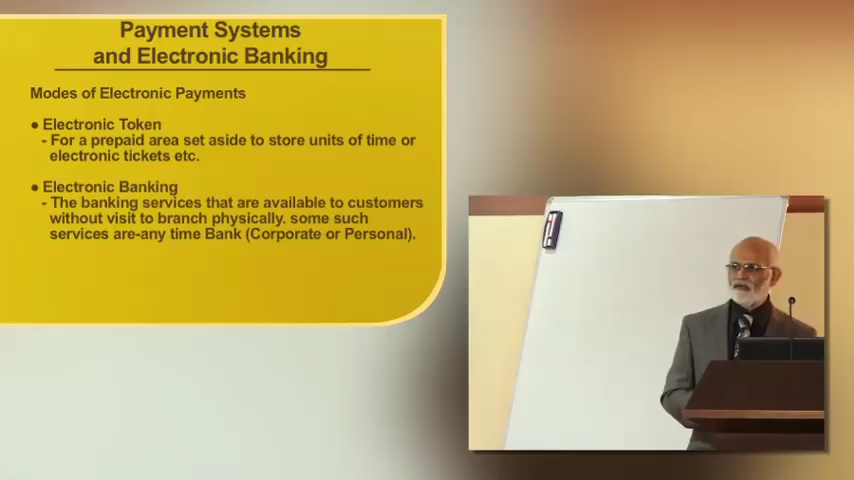 Payment Systems
and Electronic Banking
Modes of Electronic Payments
● Electronic Token
- For a prepaid area set aside to store units of time or
electronic tickets etc.
● Electronic Banking
- The banking services that are available to customers
without visit to branch physically. some such
services are-any time Bank (Corporate or Personal).